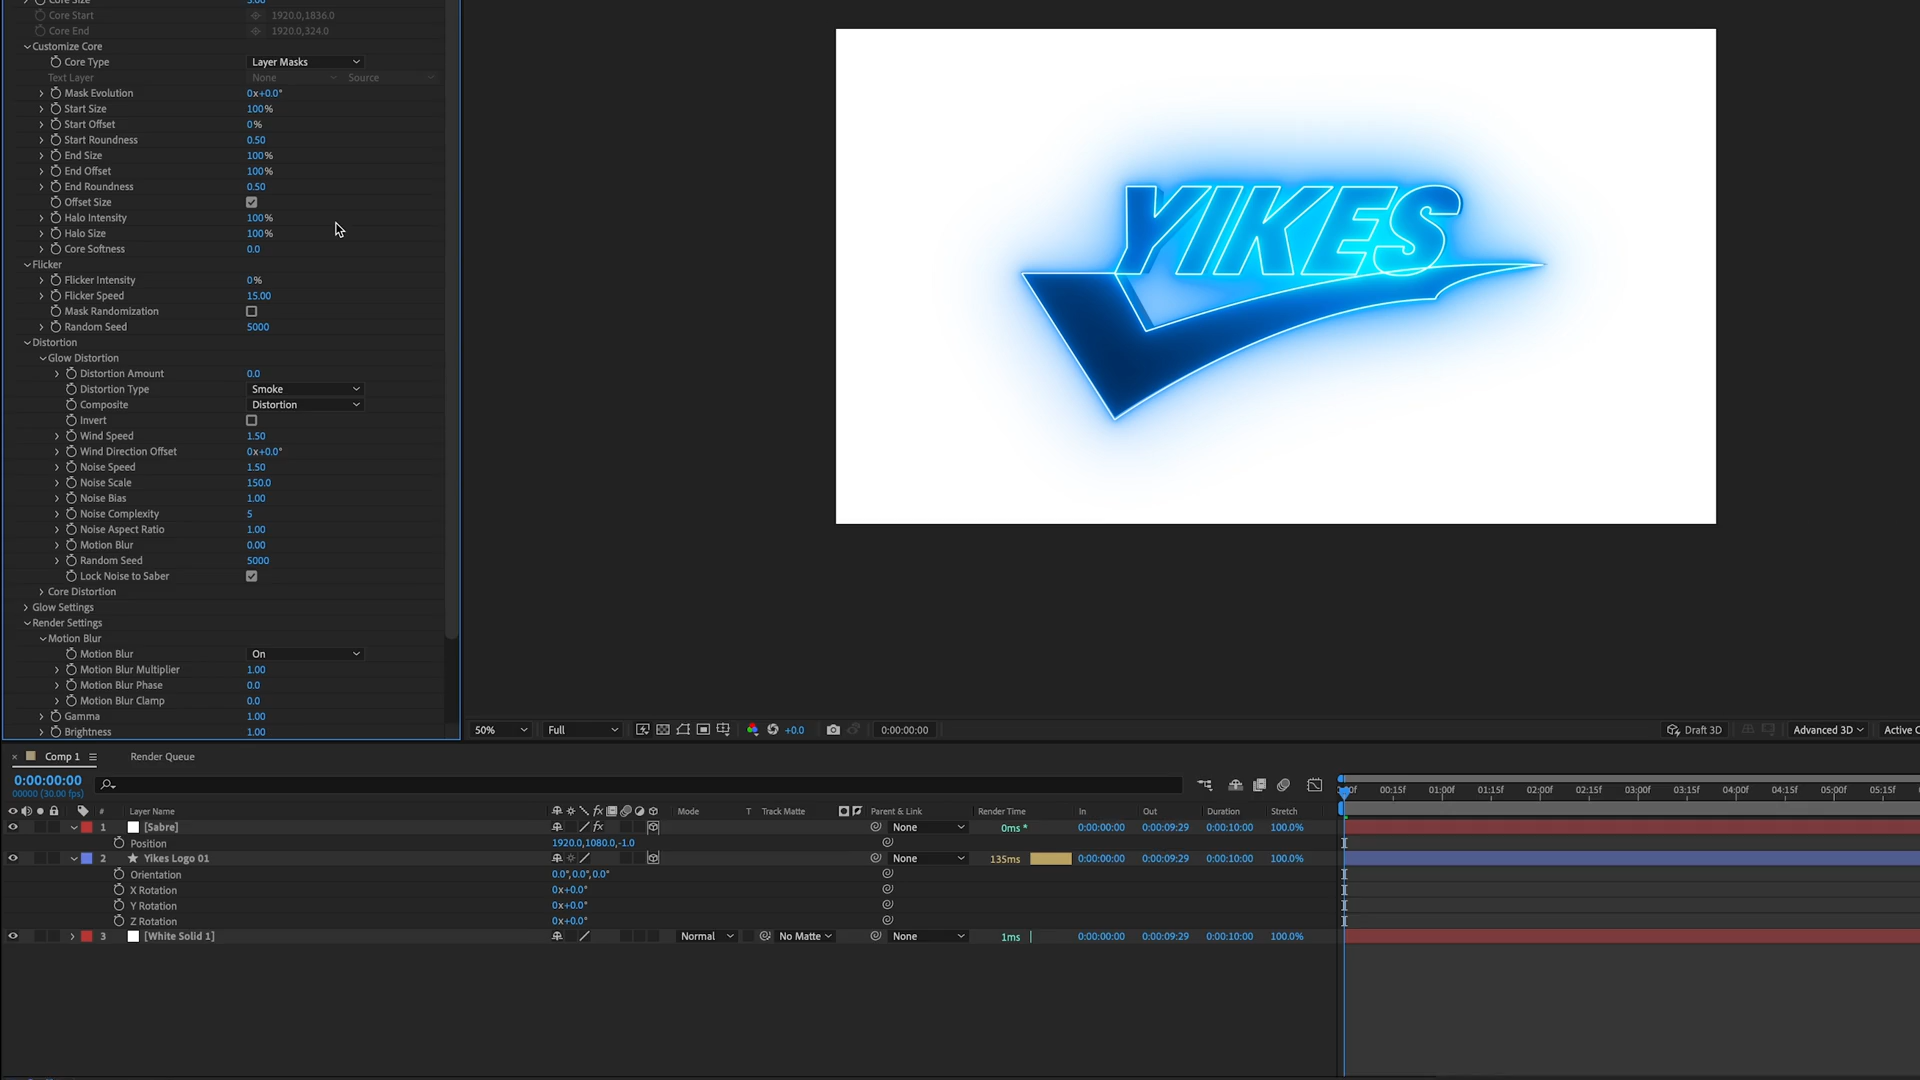 Core Size 3.00
Core Start 1920.0,1836.0
Core End 1920.0,324.0
Customize Core
Core Type Layer Masks
Text Layer None Source
Mask Evolution 0x+0.0°
Start Size 100%
Start Offset 0%
Start Roundness 0.50
End Size 100%
End Offset 100%
End Roundness 0.50
Offset Size
Halo Intensity 100%
Halo Size 100%
Core Softness 0.0
Flicker
Flicker Intensity 0%
Flicker Speed 15.00
Mask Randomization
Random Seed 5000
Distortion
Glow Distortion
Distortion Amount 0.0
Distortion Type Smoke
Composite Distortion
Invert
Wind Speed 1.50
Wind Direction Offset 0x+0.0°
Noise Speed 1.50
Noise Scale 150.0
Noise Bias 1.00
Noise Complexity 5
Noise Aspect Ratio 1.00
Motion Blur 0.00
Random Seed 5000
Lock Noise to Saber
Core Distortion
Glow Settings
Render Settings
Motion Blur
Motion Blur On
Motion Blur Multiplier 1.00
Motion Blur Phase 0.0
Motion Blur Clamp 0.0
Gamma 1.00
Brightness 1.00
YIKES
50% Full +0.0 0:00:00:00 Draft 3D Advanced 3D Active C
Comp 1 Render Queue
0:00:00:00
00000 (30.00 fps)
00f 00:15f 01:00f 01:15f 02:00f 02:15f 03:00f 03:15f 04:00f 04:15f 05:00f 05:15f
# Layer Name fx Mode T Track Matte Parent & Link Render Time In Out Duration Stretch
1 [Sabre] fx None 0ms * 0:00:00:00 0:00:09:29 0:00:10:00 100.0%
Position 1920.0,1080.0,-1.0
2 Yikes Logo 01 None 135ms 0:00:00:00 0:00:09:29 0:00:10:00 100.0%
Orientation 0.0°,0.0°,0.0°
X Rotation 0x+0.0°
Y Rotation 0x+0.0°
Z Rotation 0x+0.0°
3 [White Solid 1] Normal No Matte None 1ms 0:00:00:00 0:00:09:29 0:00:10:00 100.0%